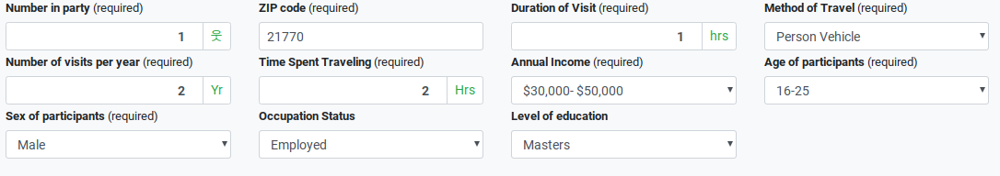 Number in party (required) ZIP code (required) Duration of Visit (required) Method of Travel (required)
1 웃 21770 1 hrs Person Vehicle
Number of visits per year (required) Time Spent Traveling (required) Annual Income (required) Age of participants (required)
2 Yr 2 Hrs $30,000- $50,000 16-25
Sex of participants (required) Occupation Status Level of education
Male Employed Masters